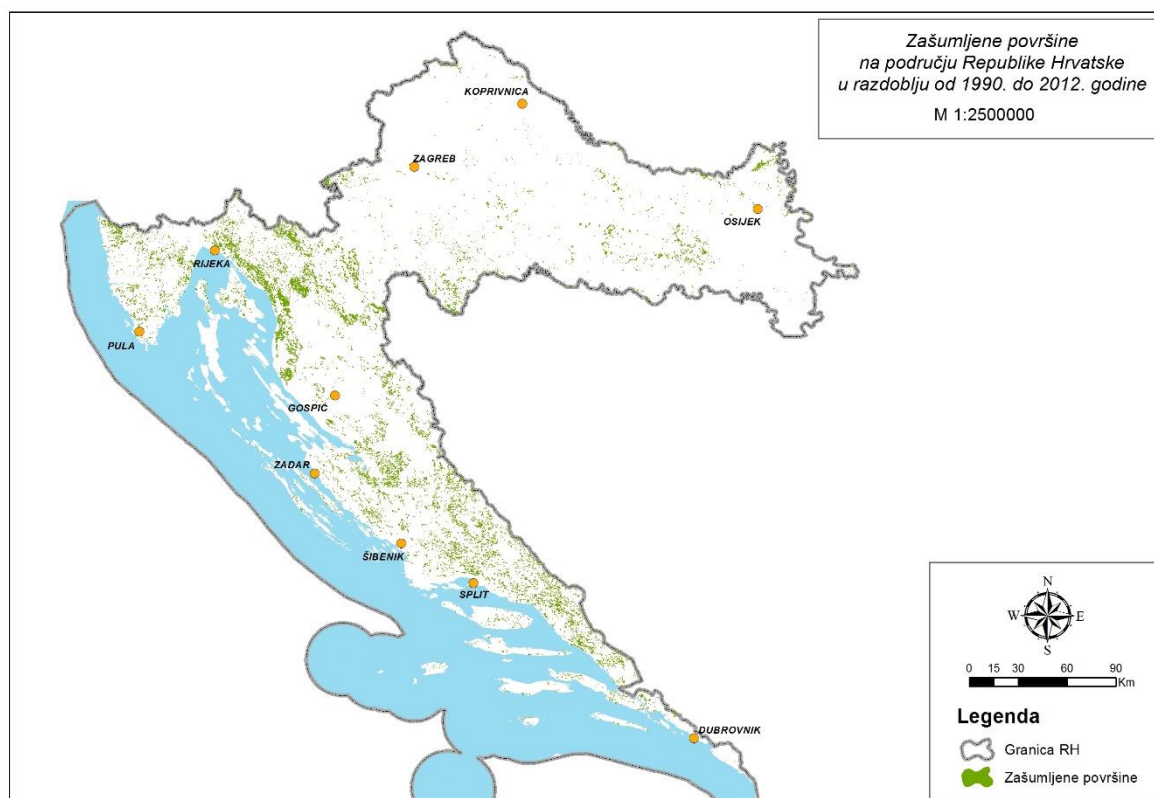 Zašumljene površine
na području Republike Hrvatske
u razdoblju od 1990. do 2012. godine
M 1:2500000
KOPRIVNICA
ZAGREB
OSIJEK
RIJEKA
PULA
GOSPIĆ
ZADAR
ŠIBENIK
SPLIT
DUBROVNIK
N
W E
S
0 15 30 60 90
Km
Legenda
Granica RH
Zašumljene površine